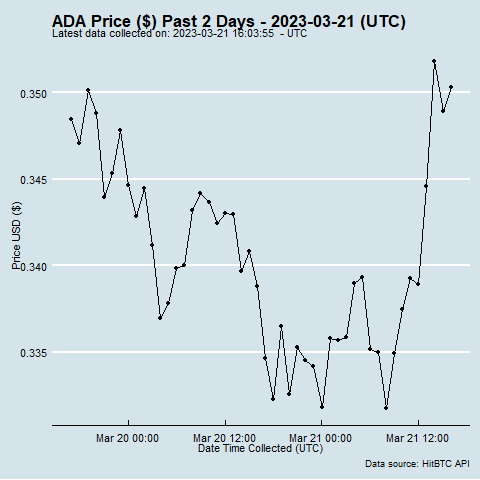 ADA Price ($) Past 2 Days - 2023-03-21 (UTC)
Latest data collected on: 2023-03-21 16:03:55  - UTC
0.350
0.345
0.340
0.335
Price USD ($)
Mar 20 00:00
Mar 20 12:00
Mar 21 00:00
Mar 21 12:00
Date Time Collected (UTC)
Data source: HitBTC API